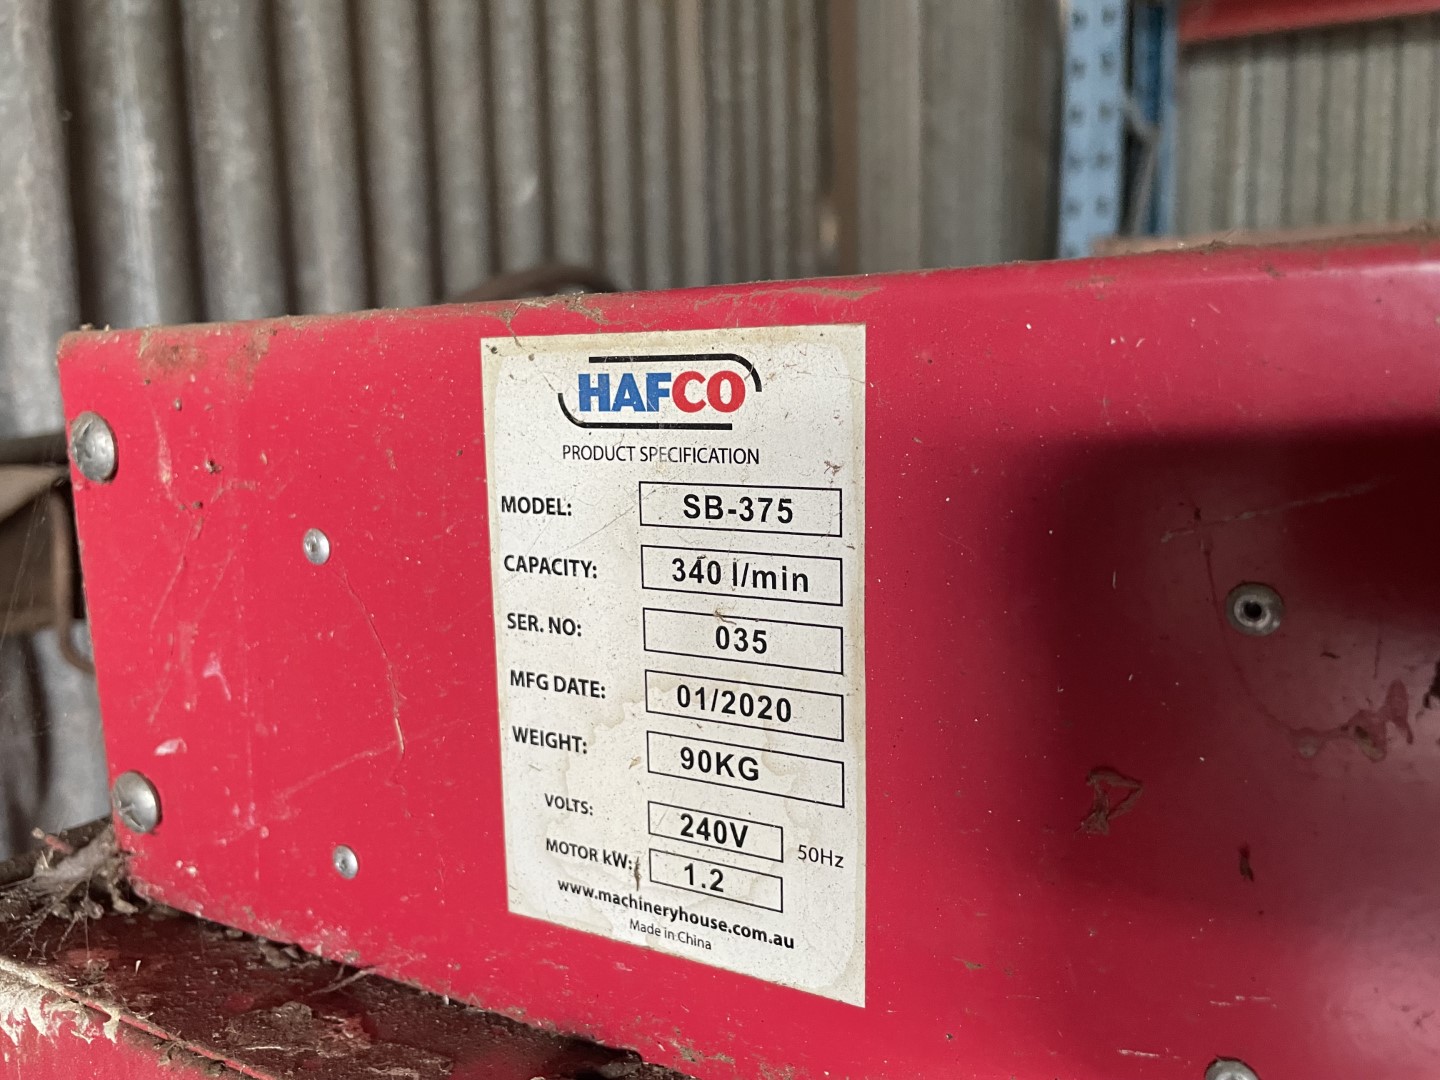 HAFCO
PRODUCT SPECIFICATION
MODEL: SB-375
CAPACITY: 340 l/min
SER. NO: 035
MFG DATE: 01/2020
WEIGHT: 90KG
VOLTS: 240V 50Hz
MOTOR kW: 1.2
www.machineryhouse.com.au
Made in China